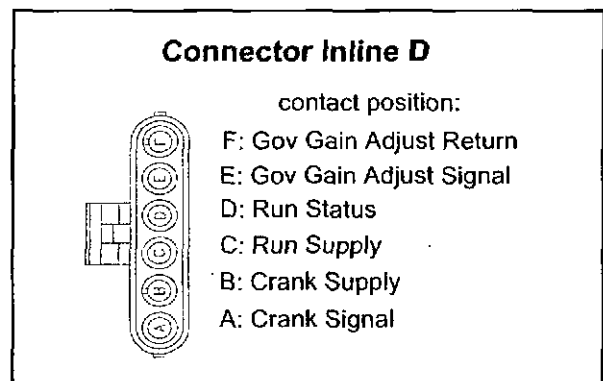 Connector Inline D
contact position:
F: Gov Gain Adjust Return
E: Gov Gain Adjust Signal
D: Run Status
C: Run Supply
B: Crank Supply
A: Crank Signal
F
E
D
C
B
A